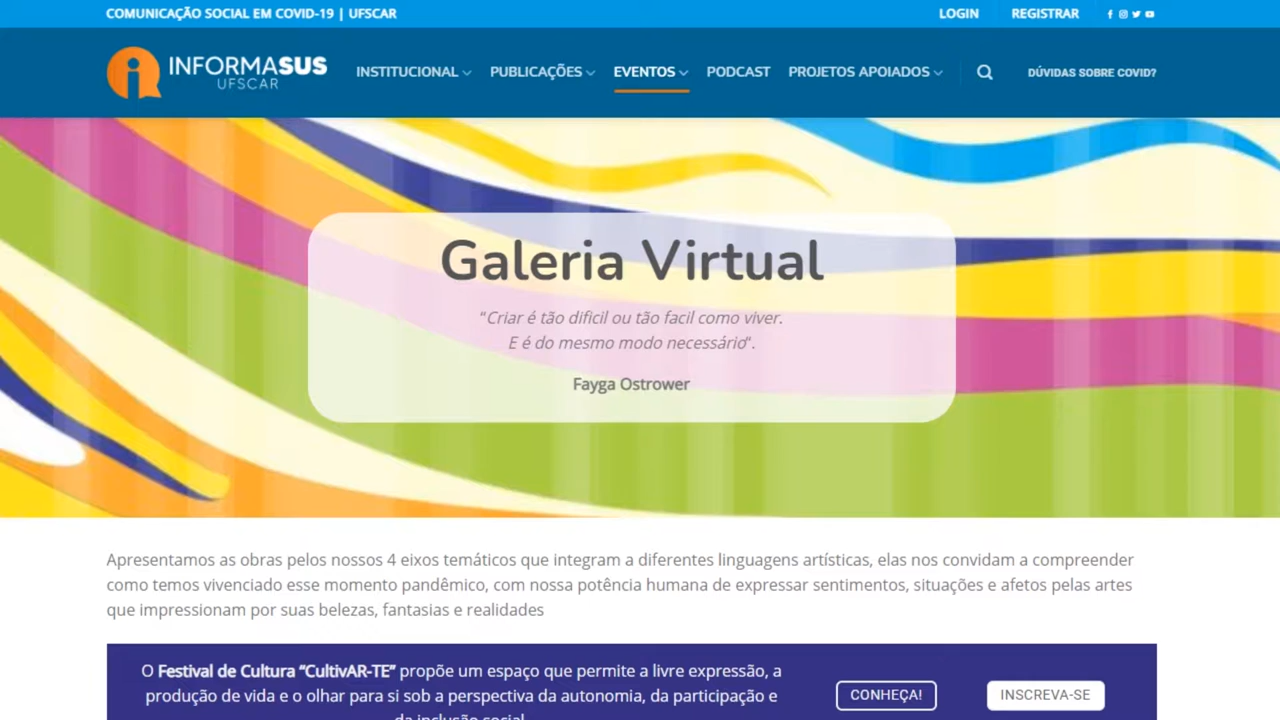 COMUNICAÇÃO SOCIAL EM COVID-19 | UFSCAR
LOGIN
REGISTRAR
INFORMASUS
UFSCAR
INSTITUCIONAL
PUBLICAÇÕES
EVENTOS
PODCAST
PROJETOS APOIADOS
DÚVIDAS SOBRE COVID?
Galeria Virtual
“Criar é tão dificil ou tão facil como viver.
E é do mesmo modo necessário“.
Fayga Ostrower
Apresentamos as obras pelos nossos 4 eixos temáticos que integram a diferentes linguagens artísticas, elas nos convidam a compreender
como temos vivenciado esse momento pandêmico, com nossa potência humana de expressar sentimentos, situações e afetos pelas artes
que impressionam por suas belezas, fantasias e realidades
O Festival de Cultura “CultivAR-TE” propõe um espaço que permite a livre expressão, a
produção de vida e o olhar para si sob a perspectiva da autonomia, da participação e
da inclusão social
CONHEÇA!
INSCREVA-SE